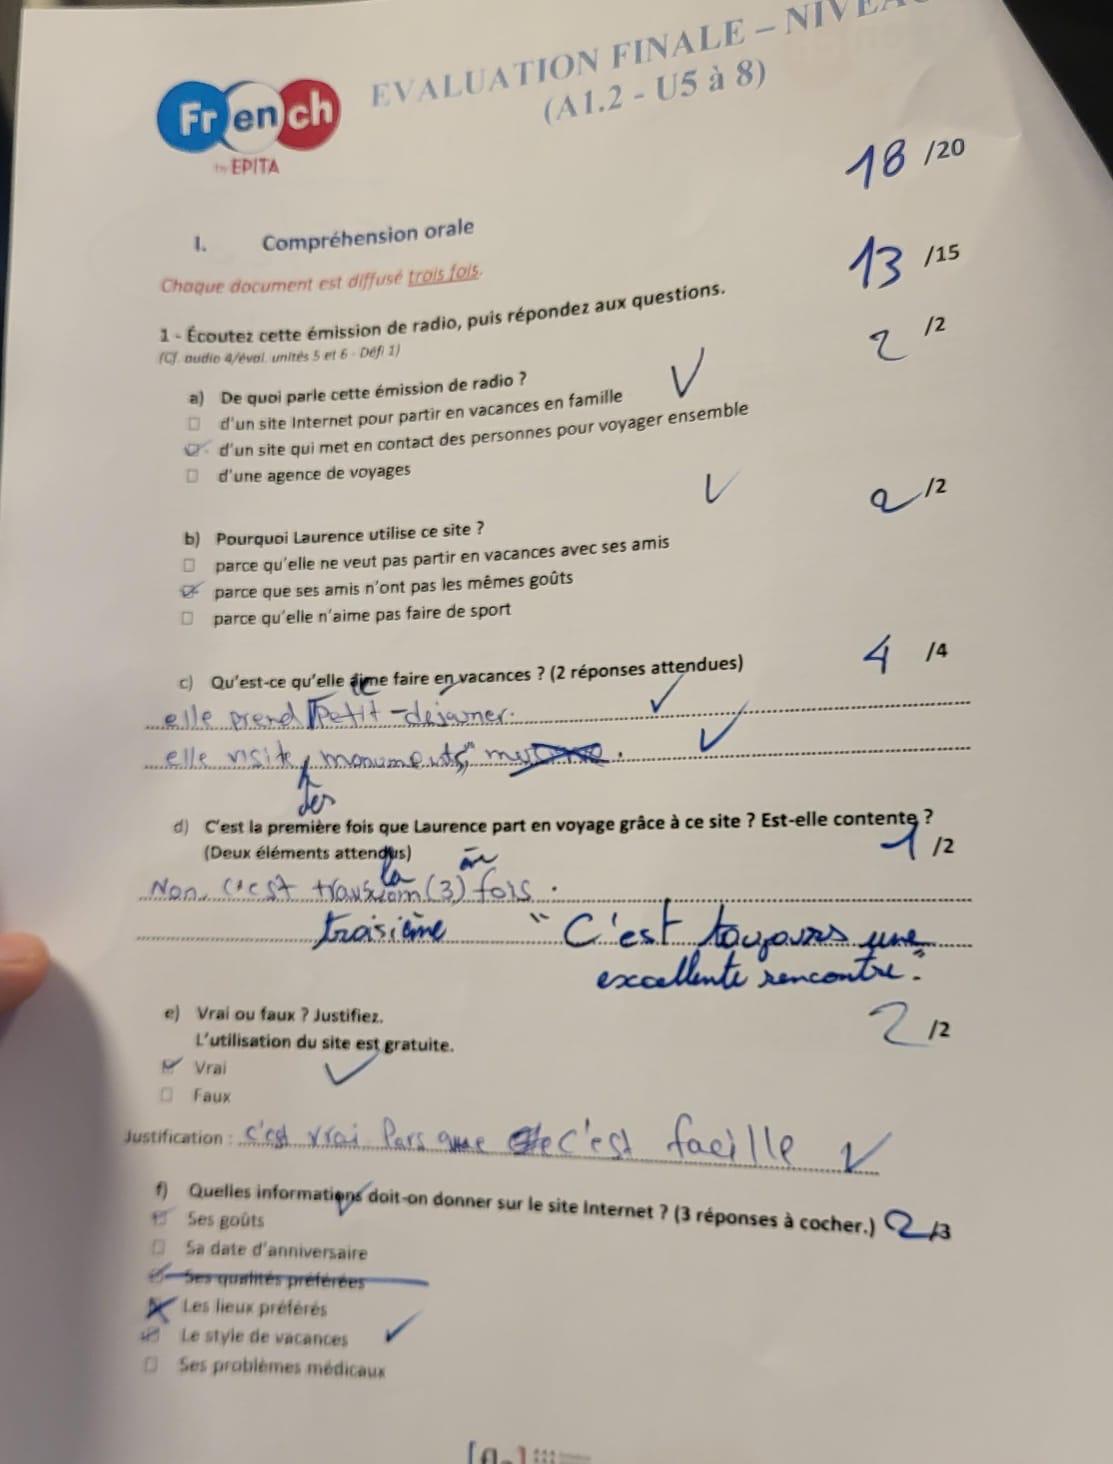 EVALUATION FINALE – NIVEA
(A1.2 - U5 à 8)
French
by EPITA
18 /20
I. Compréhension orale
13 /15
Chaque document est diffusé trois fois.
1 - Écoutez cette émission de radio, puis répondez aux questions.
(Cf. audio 4/éval. unités 5 et 6 - Défi 1)
2 /2
a) De quoi parle cette émission de radio ?
d'un site Internet pour partir en vacances en famille
d'un site qui met en contact des personnes pour voyager ensemble
d'une agence de voyages
2 /2
b) Pourquoi Laurence utilise ce site ?
parce qu'elle ne veut pas partir en vacances avec ses amis
parce que ses amis n'ont pas les mêmes goûts
parce qu'elle n'aime pas faire de sport
4 /4
c) Qu'est-ce qu'elle aime faire en vacances ? (2 réponses attendues)
le
elle prend Petit-dejauner.
elle visite monuments,
des
d) C'est la première fois que Laurence part en voyage grâce à ce site ? Est-elle contente ?
(Deux éléments attendus) 1 /2
la
Non, c'est (3) fois.
troisième "C'est toujours une
excellente rencontre."
e) Vrai ou faux ? Justifiez. 2 /2
L'utilisation du site est gratuite.
Vrai
Faux
Justification : c'est vrai Pars que c'est facille
f) Quelles informations doit-on donner sur le site Internet ? (3 réponses à cocher.) 2/3
Ses goûts
Sa date d'anniversaire
Ses qualités préférées
Les lieux préférés
Le style de vacances
Ses problèmes médicaux